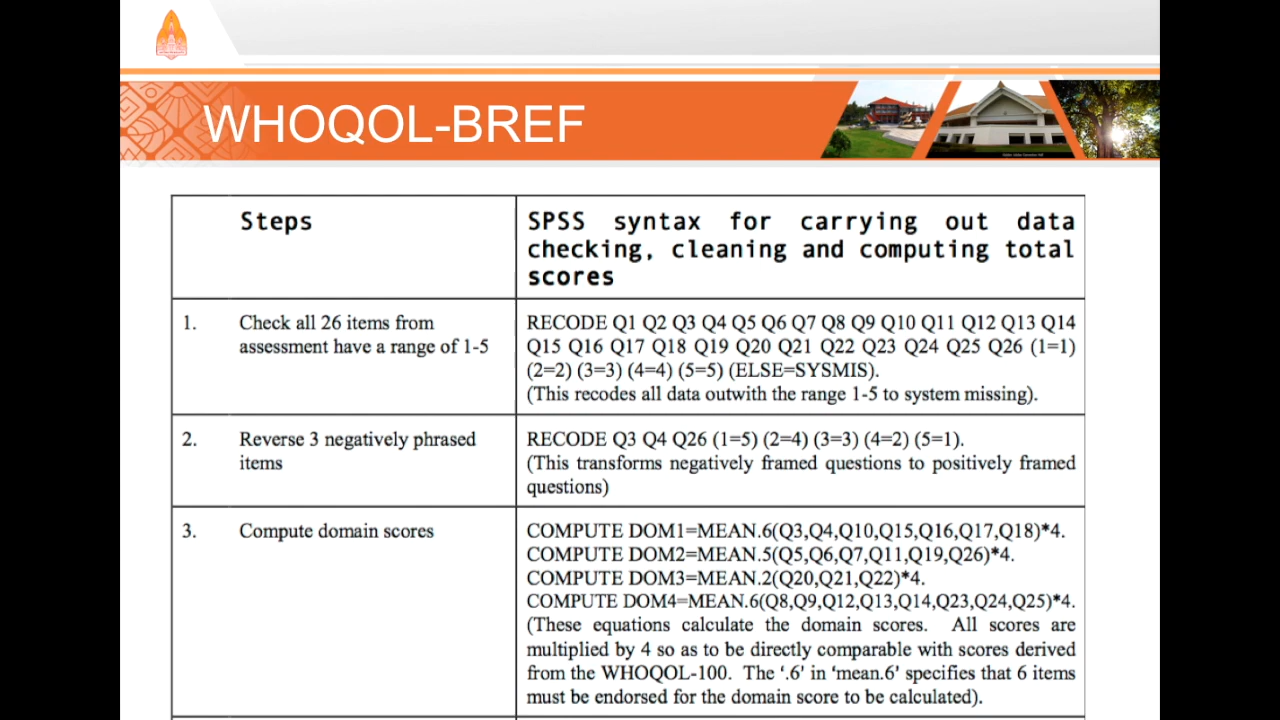 WHOQOL-BREF
Steps
SPSS syntax for carrying out data
checking, cleaning and computing total
scores
1.
Check all 26 items from
assessment have a range of 1-5
RECODE Q1 Q2 Q3 Q4 Q5 Q6 Q7 Q8 Q9 Q10 Q11 Q12 Q13 Q14
Q15 Q16 Q17 Q18 Q19 Q20 Q21 Q22 Q23 Q24 Q25 Q26 (1=1)
(2=2) (3=3) (4=4) (5=5) (ELSE=SYSMIS).
(This recodes all data outwith the range 1-5 to system missing).
2.
Reverse 3 negatively phrased
items
RECODE Q3 Q4 Q26 (1=5) (2=4) (3=3) (4=2) (5=1).
(This transforms negatively framed questions to positively framed
questions)
3.
Compute domain scores
COMPUTE DOM1=MEAN.6(Q3,Q4,Q10,Q15,Q16,Q17,Q18)*4.
COMPUTE DOM2=MEAN.5(Q5,Q6,Q7,Q11,Q19,Q26)*4.
COMPUTE DOM3=MEAN.2(Q20,Q21,Q22)*4.
COMPUTE DOM4=MEAN.6(Q8,Q9,Q12,Q13,Q14,Q23,Q24,Q25)*4.
(These equations calculate the domain scores. All scores are
multiplied by 4 so as to be directly comparable with scores derived
from the WHOQOL-100. The ‘.6’ in ‘mean.6’ specifies that 6 items
must be endorsed for the domain score to be calculated).